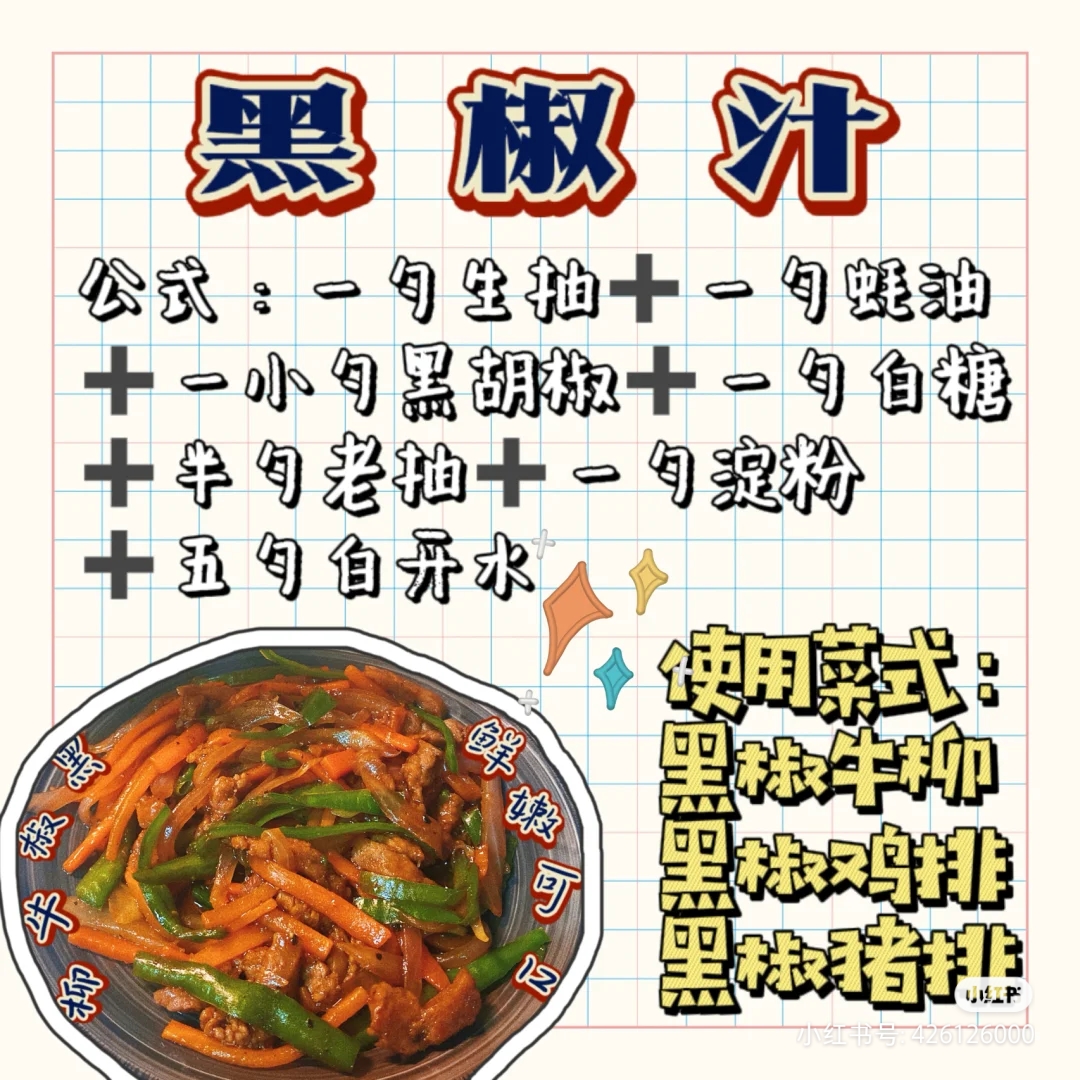 黑椒汁
公式：一勺生抽➕一勺蚝油
➕一小勺黑胡椒➕一勺白糖
➕半勺老抽➕一勺淀粉
➕五勺白开水
使用菜式：
黑椒牛柳
黑椒鸡排
黑椒猪排
黑椒牛柳
鲜嫩可口
小红书
小红书号: 426126000